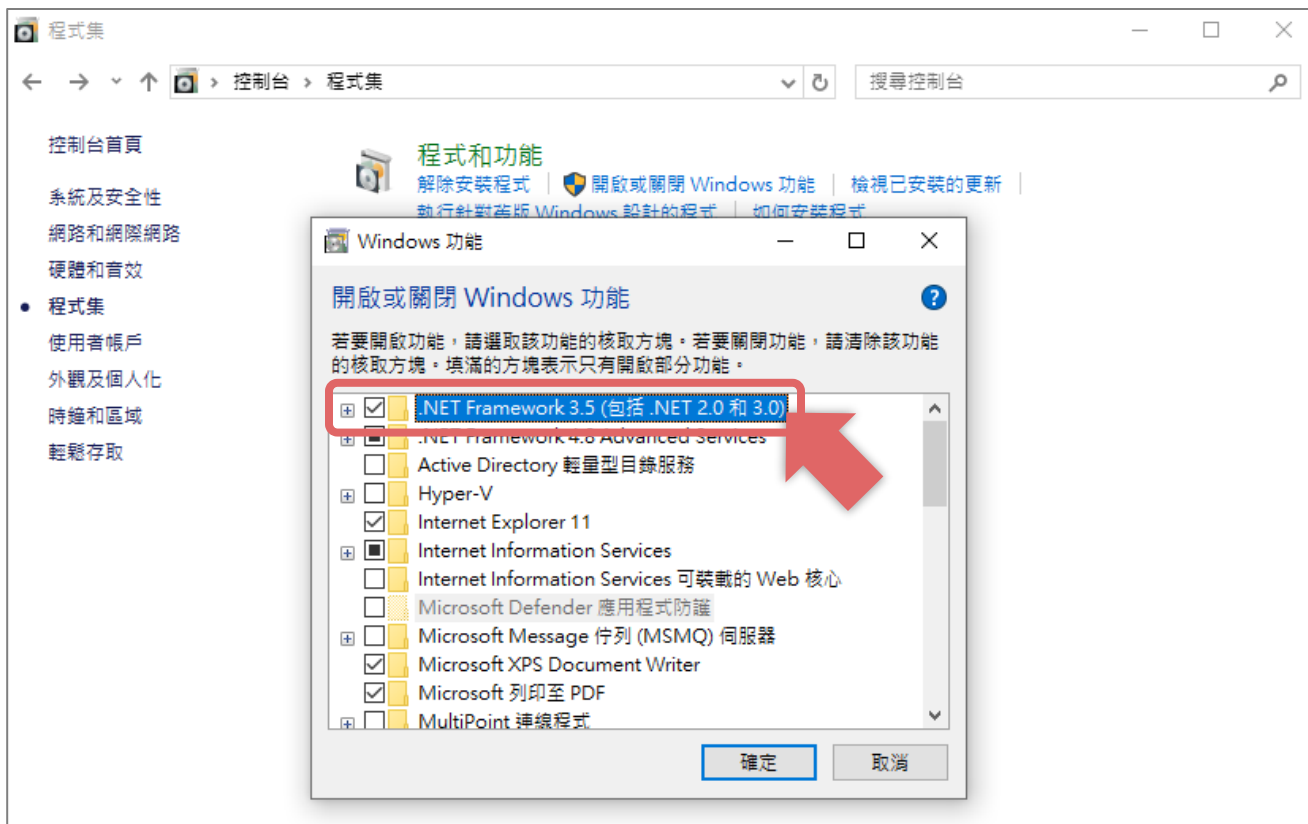 程式集
控制台 › 程式集
搜尋控制台
控制台首頁
系統及安全性
網路和網際網路
硬體和音效
程式集
使用者帳戶
外觀及個人化
時鐘和區域
輕鬆存取
程式和功能
解除安裝程式 開啟或關閉 Windows 功能 檢視已安裝的更新
執行針對舊版 Windows 設計的程式 如何安裝程式
Windows 功能
開啟或關閉 Windows 功能
若要開啟功能，請選取該功能的核取方塊。若要關閉功能，請清除該功能
的核取方塊。填滿的方塊表示只有開啟部分功能。
.NET Framework 3.5 (包括 .NET 2.0 和 3.0)
.NET Framework 4.8 Advanced Services
Active Directory 輕量型目錄服務
Hyper-V
Internet Explorer 11
Internet Information Services
Internet Information Services 可裝載的 Web 核心
Microsoft Defender 應用程式防護
Microsoft Message 佇列 (MSMQ) 伺服器
Microsoft XPS Document Writer
Microsoft 列印至 PDF
MultiPoint 連線程式
確定
取消